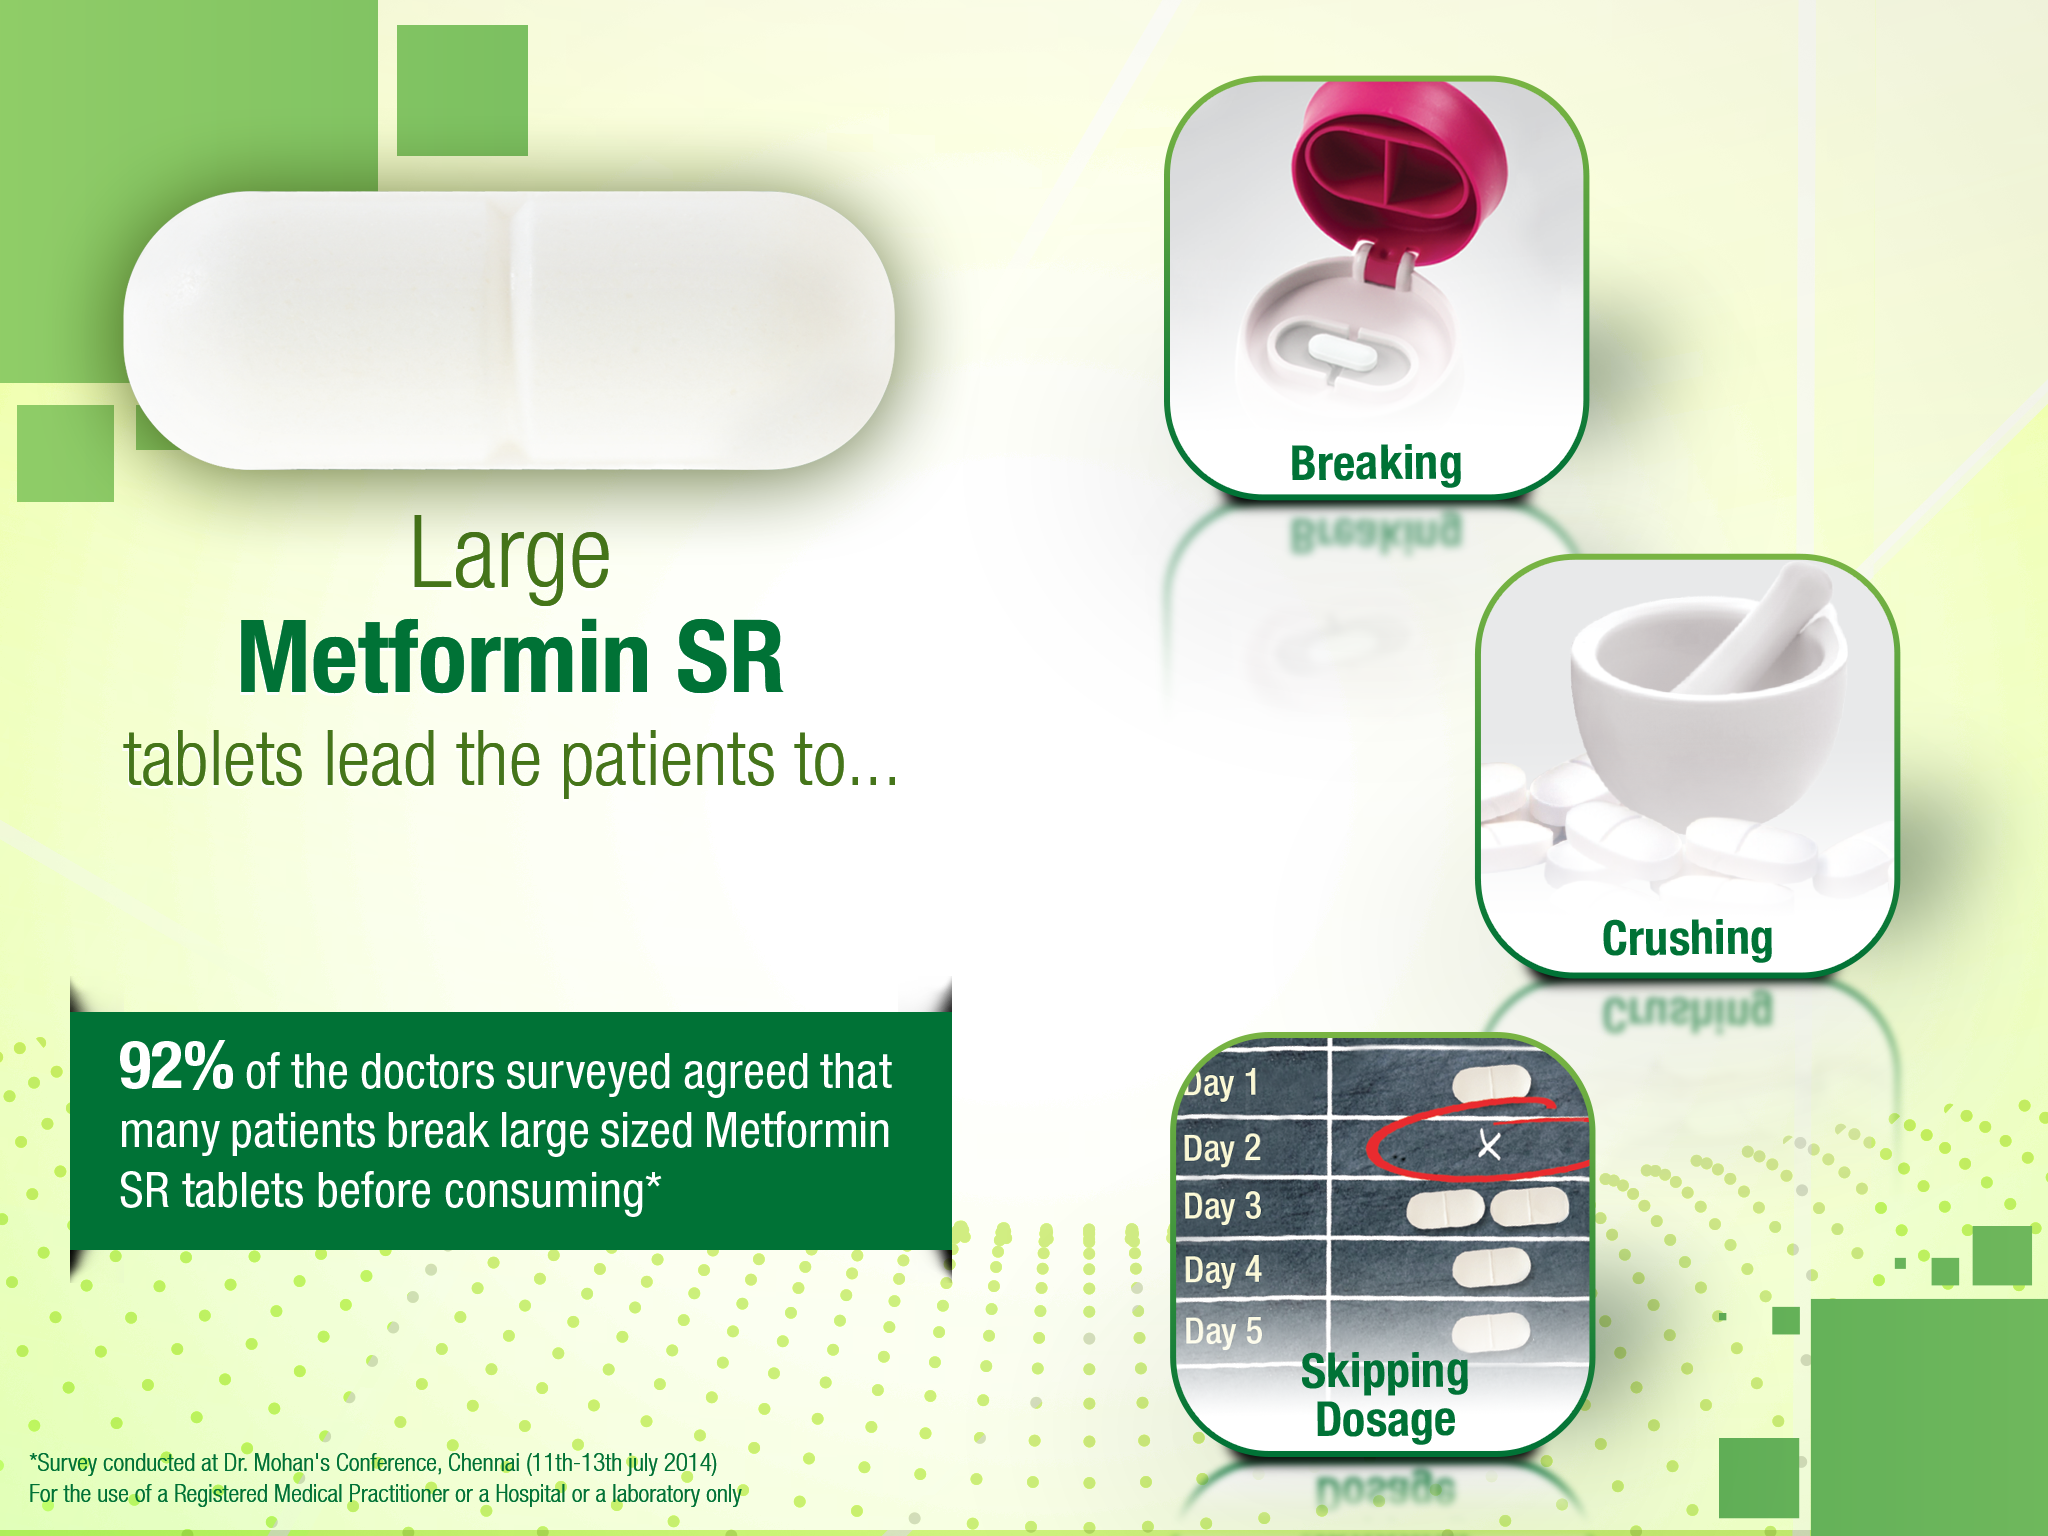 Large
Metformin SR
tablets lead the patients to...
92% of the doctors surveyed agreed that
many patients break large sized Metformin
SR tablets before consuming*
Breaking
Crushing
Day 1
Day 2
X
Day 3
Day 4
Day 5
Skipping
Dosage
*Survey conducted at Dr. Mohan's Conference, Chennai (11th-13th july 2014)
For the use of a Registered Medical Practitioner or a Hospital or a laboratory only